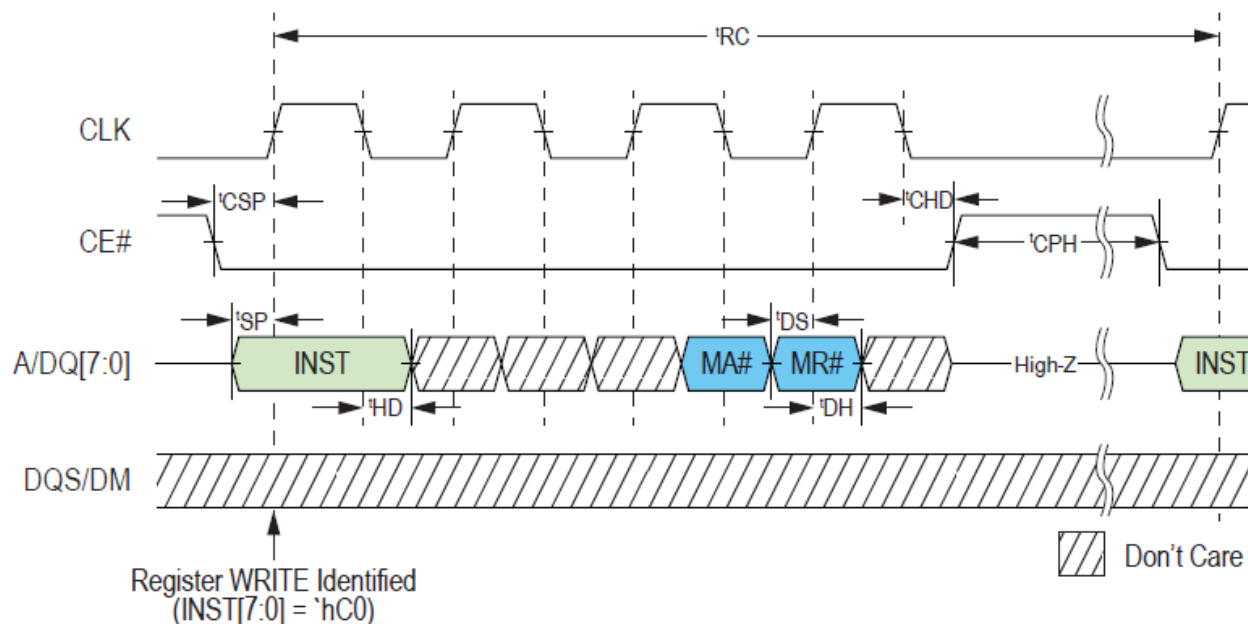 tRC
CLK
tCSP
tCHD
CE#
tCPH
tSP
tDS
A/DQ[7:0]
INST
MA#
MR#
High-Z
INST
tHD
tDH
DQS/DM
Don't Care
Register WRITE Identified
(INST[7:0] = `hC0)